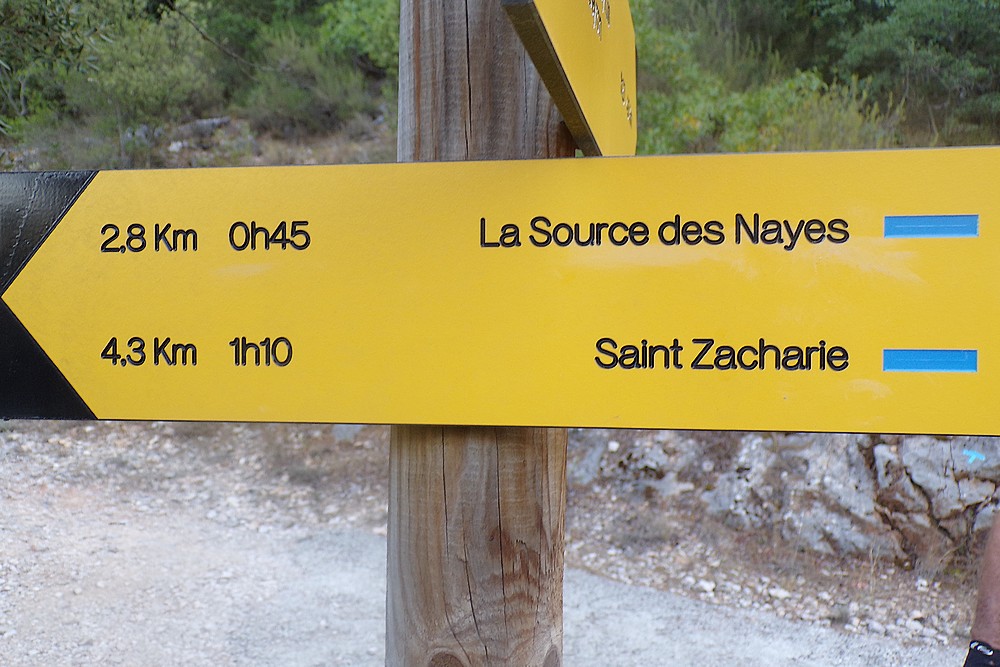 2,8 Km 0h45 La Source des Nayes
4,3 Km 1h10 Saint Zacharie